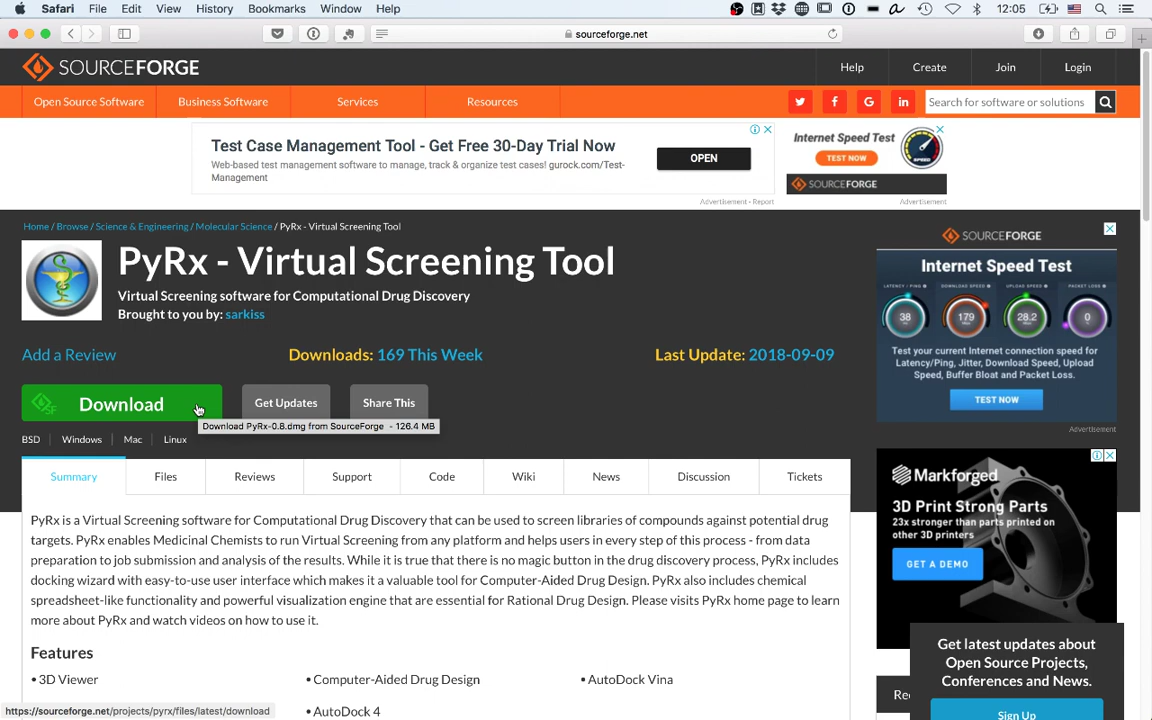 Safari File Edit View History Bookmarks Window Help 12:05
sourceforge.net
SOURCEFORGE Help Create Join Login
Open Source Software Business Software Services Resources Search for software or solutions
Test Case Management Tool - Get Free 30-Day Trial Now
Web-based test management software to manage, track & organize test cases! gurock.com/Test-
Management
OPEN
Advertisement - Report
Internet Speed Test
TEST NOW
SPEED
SOURCEFORGE
Advertisement
Home / Browse / Science & Engineering / Molecular Science / PyRx - Virtual Screening Tool
PyRx - Virtual Screening Tool
Virtual Screening software for Computational Drug Discovery
Brought to you by: sarkiss
Add a Review Downloads: 169 This Week Last Update: 2018-09-09
SF Download Get Updates Share This
Download PyRx-0.8.dmg from SourceForge - 126.4 MB
BSD Windows Mac Linux
Summary Files Reviews Support Code Wiki News Discussion Tickets
PyRx is a Virtual Screening software for Computational Drug Discovery that can be used to screen libraries of compounds against potential drug
targets. PyRx enables Medicinal Chemists to run Virtual Screening from any platform and helps users in every step of this process - from data
preparation to job submission and analysis of the results. While it is true that there is no magic button in the drug discovery process, PyRx includes
docking wizard with easy-to-use user interface which makes it a valuable tool for Computer-Aided Drug Design. PyRx also includes chemical
spreadsheet-like functionality and powerful visualization engine that are essential for Rational Drug Design. Please visits PyRx home page to learn
more about PyRx and watch videos on how to use it.
Features
• 3D Viewer • Computer-Aided Drug Design • AutoDock Vina
• AutoDock 4
https://sourceforge.net/projects/pyrx/files/latest/download
SOURCEFORGE
Internet Speed Test
LATENCY / PING DOWNLOAD SPEED UPLOAD SPEED PACKET LOSS
38 179 28.2 0
Test your current Internet connection speed for
Latency/Ping, Jitter, Download Speed, Upload
Speed, Buffer Bloat and Packet Loss.
TEST NOW
Advertisement
Markforged
3D Print Strong Parts
23x stronger than parts printed on
other 3D printers
GET A DEMO
Get latest updates about
Open Source Projects,
Conferences and News.
Sign Up